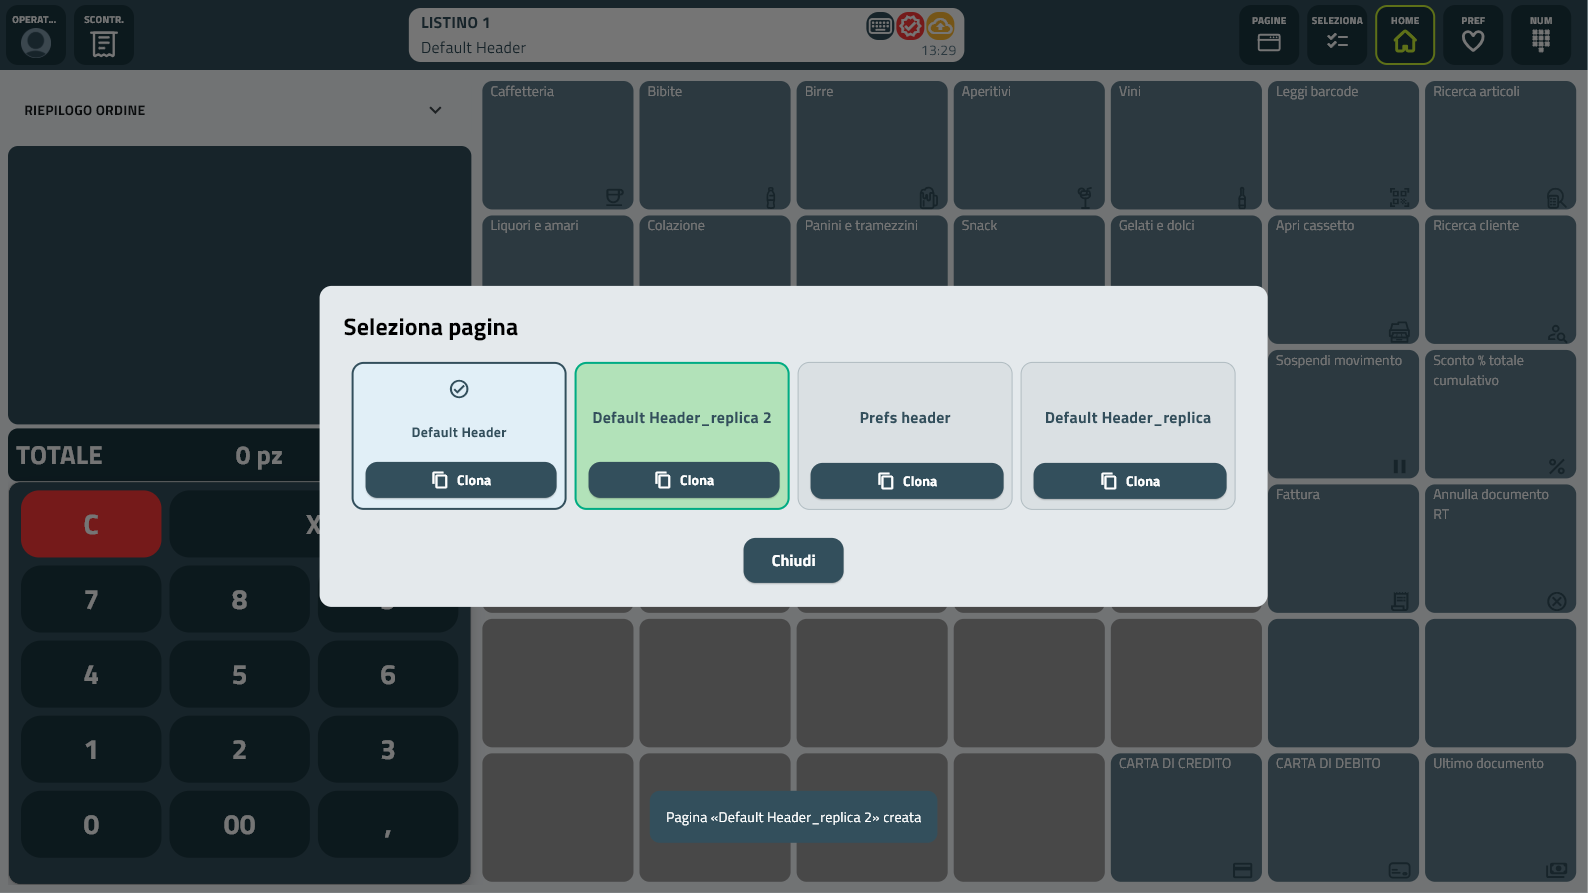 OPERAT...
SCONTR.
LISTINO 1
Default Header
13:29
PAGINE
SELEZIONA
HOME
PREF
NUM
RIEPILOGO ORDINE
Caffetteria
Bibite
Birre
Aperitivi
Vini
Leggi barcode
Ricerca articoli
Liquori e amari
Colazione
Panini e tramezzini
Snack
Gelati e dolci
Apri cassetto
Ricerca cliente
Seleziona pagina
Default Header
Clona
Default Header_replica 2
Clona
Prefs header
Clona
Default Header_replica
Clona
Chiudi
Sospendi movimento
Sconto % totale
cumulativo
Fattura
Annulla documento
RT
TOTALE
0 pz
C
X
7
8
4
5
6
1
2
3
0
00
,
CARTA DI CREDITO
CARTA DI DEBITO
Ultimo documento
Pagina «Default Header_replica 2» creata